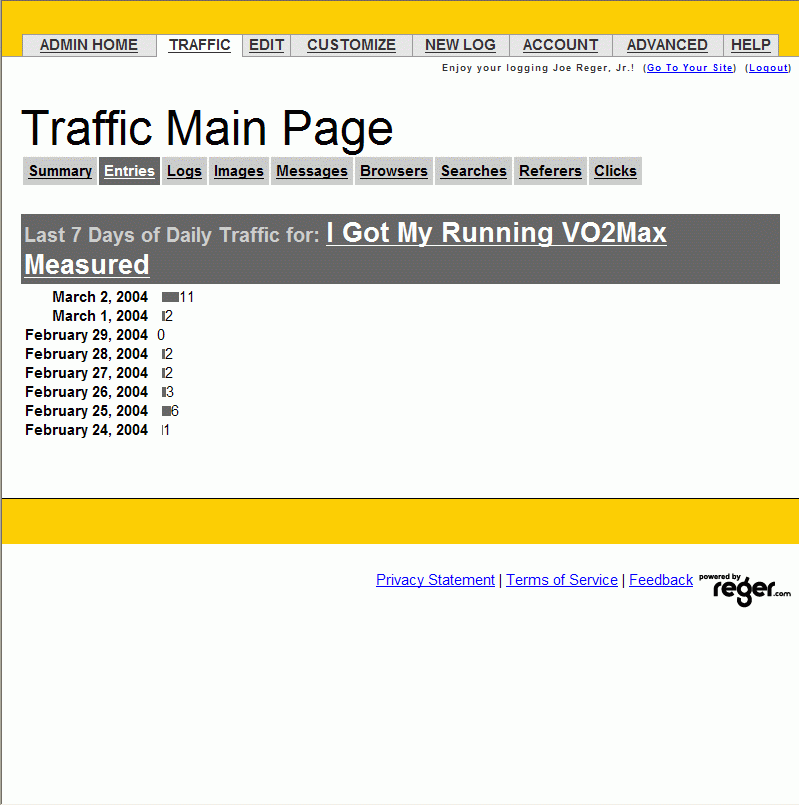 ADMIN HOME TRAFFIC EDIT CUSTOMIZE NEW LOG ACCOUNT ADVANCED HELP
Enjoy your logging Joe Reger, Jr.! (Go To Your Site) (Logout)
Traffic Main Page
Summary Entries Logs Images Messages Browsers Searches Referers Clicks
Last 7 Days of Daily Traffic for: I Got My Running VO2Max
Measured
March 2, 2004 11
March 1, 2004 2
February 29, 2004 0
February 28, 2004 2
February 27, 2004 2
February 26, 2004 3
February 25, 2004 6
February 24, 2004 1
Privacy Statement | Terms of Service | Feedback powered by
reger.com